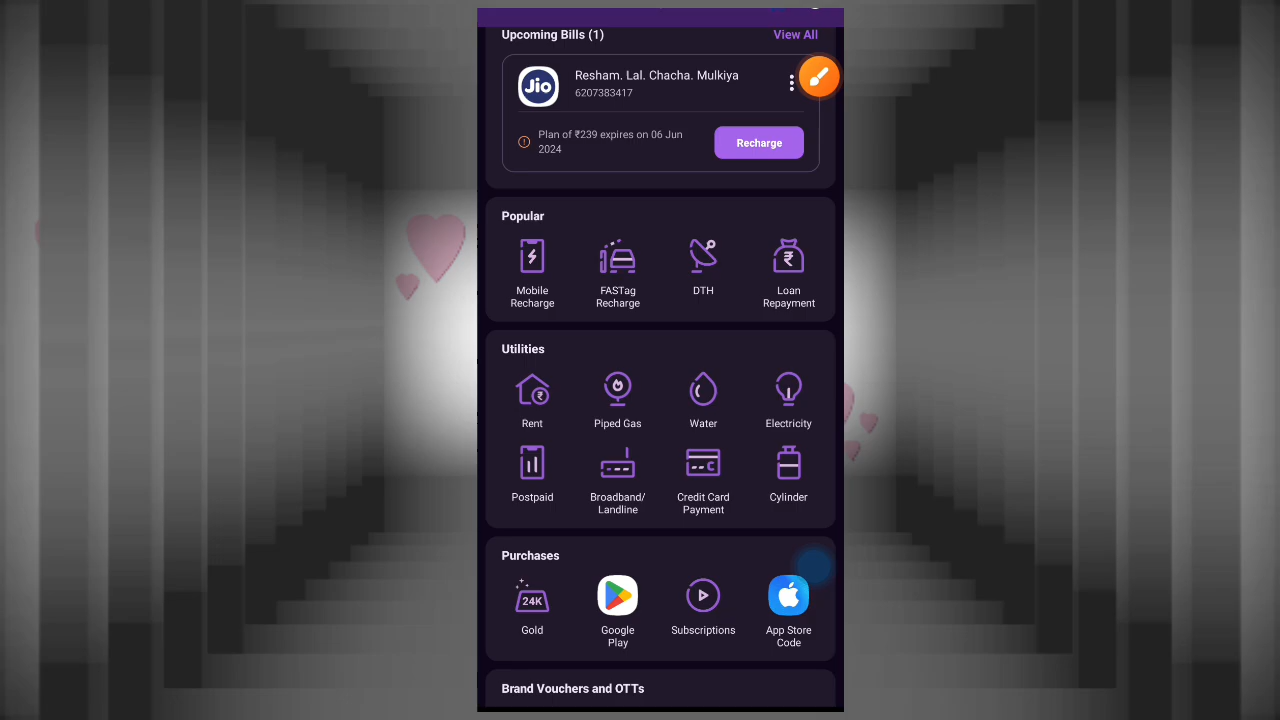 Upcoming Bills (1)
View All
Jio
Resham. Lal. Chacha. Mulkiya
6207383417
Plan of ₹239 expires on 06 Jun
2024
Recharge
Popular
Mobile
Recharge
FASTag
Recharge
DTH
₹
Loan
Repayment
Utilities
₹
Rent
Piped Gas
Water
Electricity
Postpaid
Broadband/
Landline
C
Credit Card
Payment
Cylinder
Purchases
24K
Gold
Google
Play
Subscriptions
App Store
Code
Brand Vouchers and OTTs